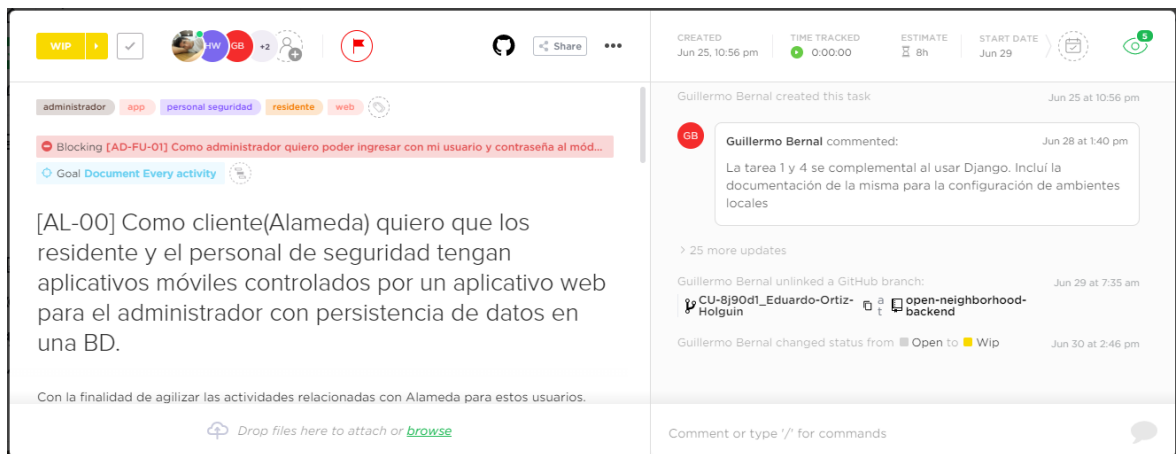 WIP
HW
GB
+2
Share
CREATED
Jun 25, 10:56 pm
TIME TRACKED
0:00:00
ESTIMATE
8h
START DATE
Jun 29
5
administrador
app
personal seguridad
residente
web
Blocking [AD-FU-01] Como administrador quiero poder ingresar con mi usuario y contraseña al mód...
Goal Document Every activity
[AL-00] Como cliente(Alameda) quiero que los
residente y el personal de seguridad tengan
aplicativos móviles controlados por un aplicativo web
para el administrador con persistencia de datos en
una BD.
Con la finalidad de agilizar las actividades relacionadas con Alameda para estos usuarios.
Drop files here to attach or browse
Guillermo Bernal created this task
Jun 25 at 10:56 pm
GB
Guillermo Bernal commented:
Jun 28 at 1:40 pm
La tarea 1 y 4 se complemental al usar Django. Incluí la
documentación de la misma para la configuración de ambientes
locales
> 25 more updates
Guillermo Bernal unlinked a GitHub branch:
Jun 29 at 7:35 am
CU-8j90d1_Eduardo-Ortiz-
Holguin
a
t
open-neighborhood-
backend
Guillermo Bernal changed status from Open to Wip
Jun 30 at 2:46 pm
Comment or type '/' for commands